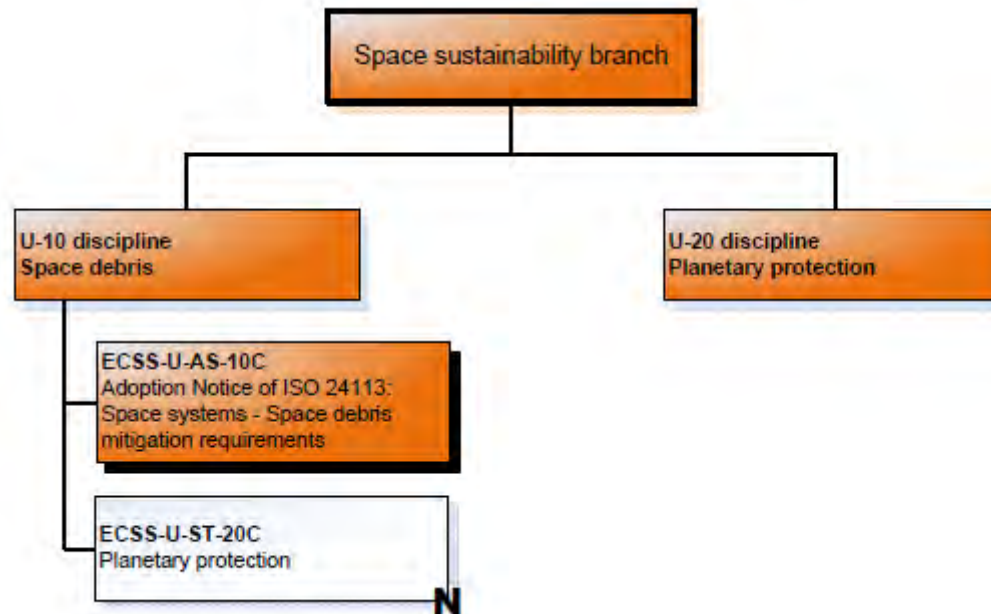 Space sustainability branch
U-10 discipline
Space debris
U-20 discipline
Planetary protection
ECSS-U-AS-10C
Adoption Notice of ISO 24113:
Space systems - Space debris
mitigation requirements
ECSS-U-ST-20C
Planetary protection
N